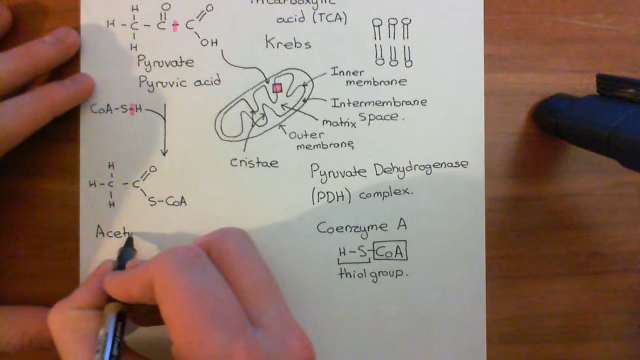 acid (TCA)
Krebs
H
O
O
H-C-C-C
H
OH
Pyruvate
Pyruvic acid
CoA-S-H
H
O
H-C-C
H
S-CoA
Acet
Inner
membrane
Intermembrane
Space.
matrix
Outer
membrane
cristae
Pyruvate Dehydrogenase
(PDH) complex.
Coenzyme A
H-S-CoA
thiol group.